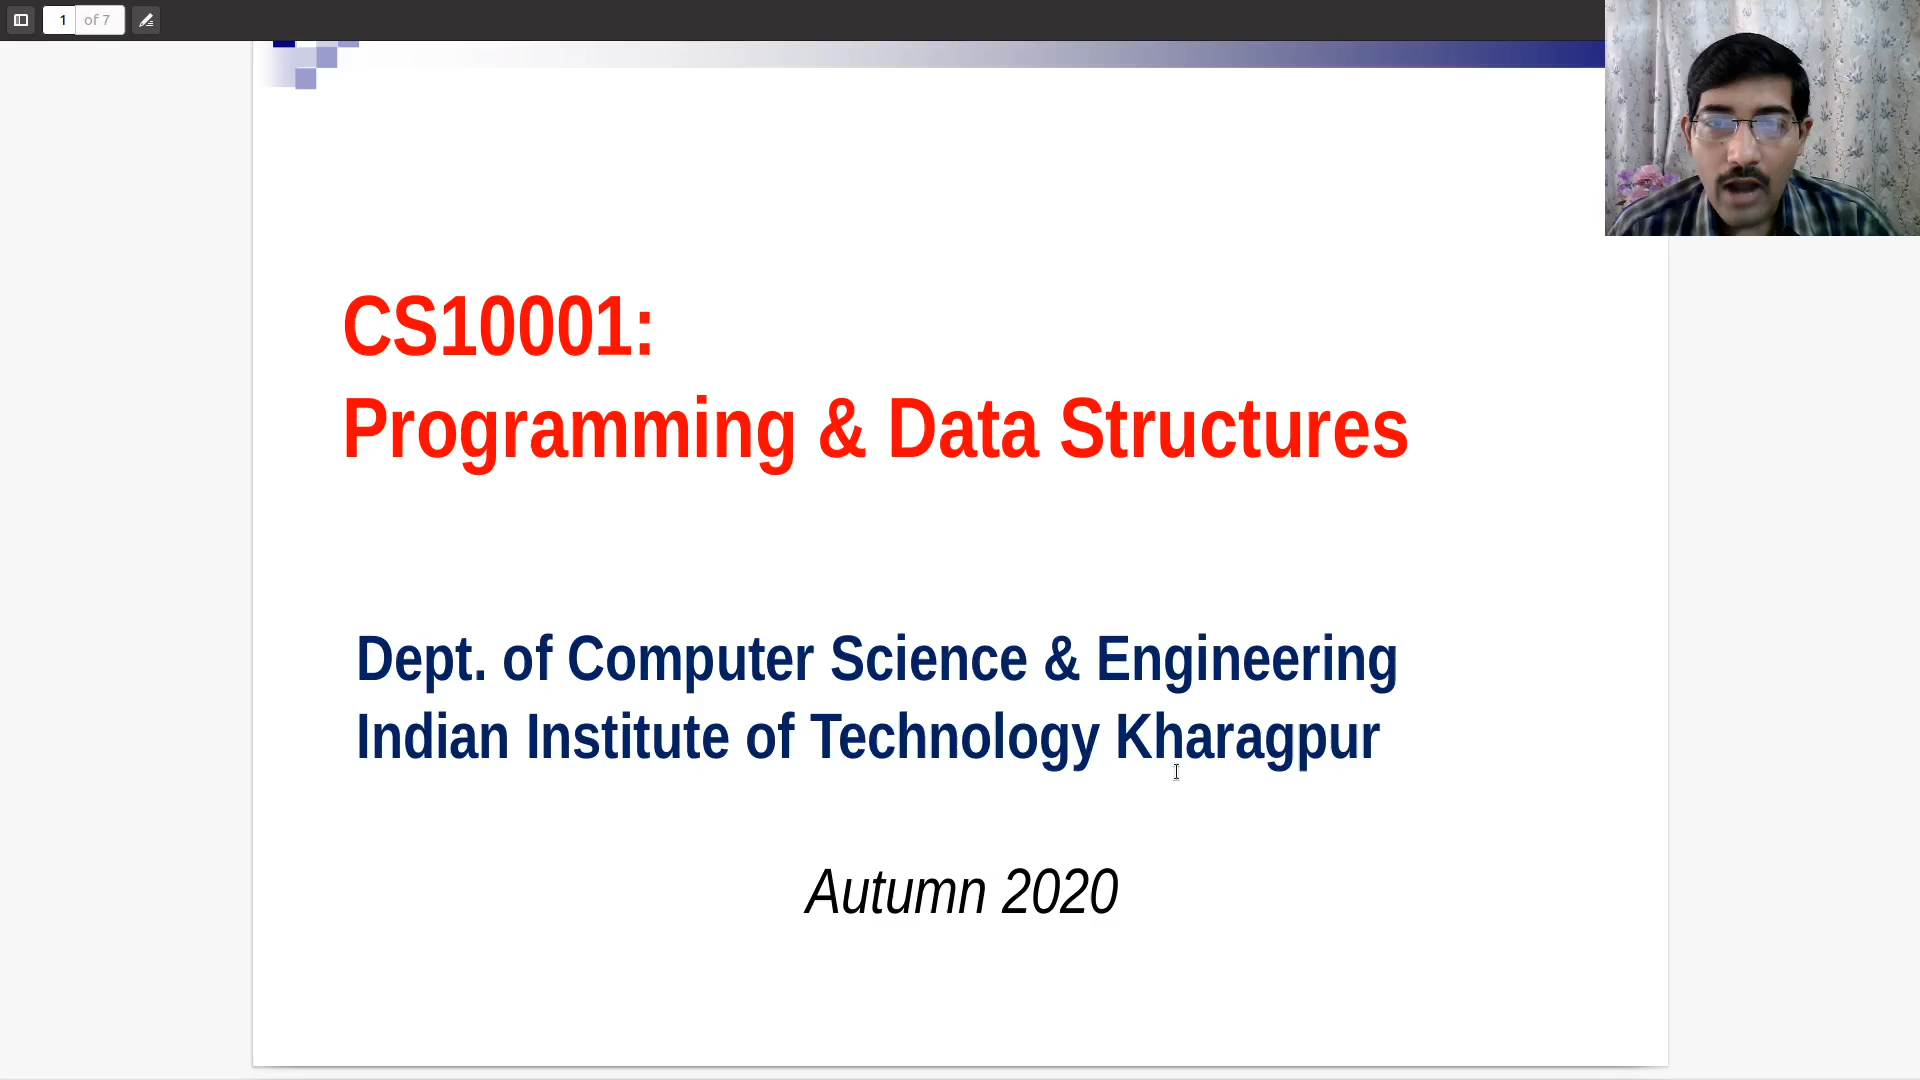 1 of 7
CS10001:
Programming & Data Structures
Dept. of Computer Science & Engineering
Indian Institute of Technology Kharagpur
Autumn 2020